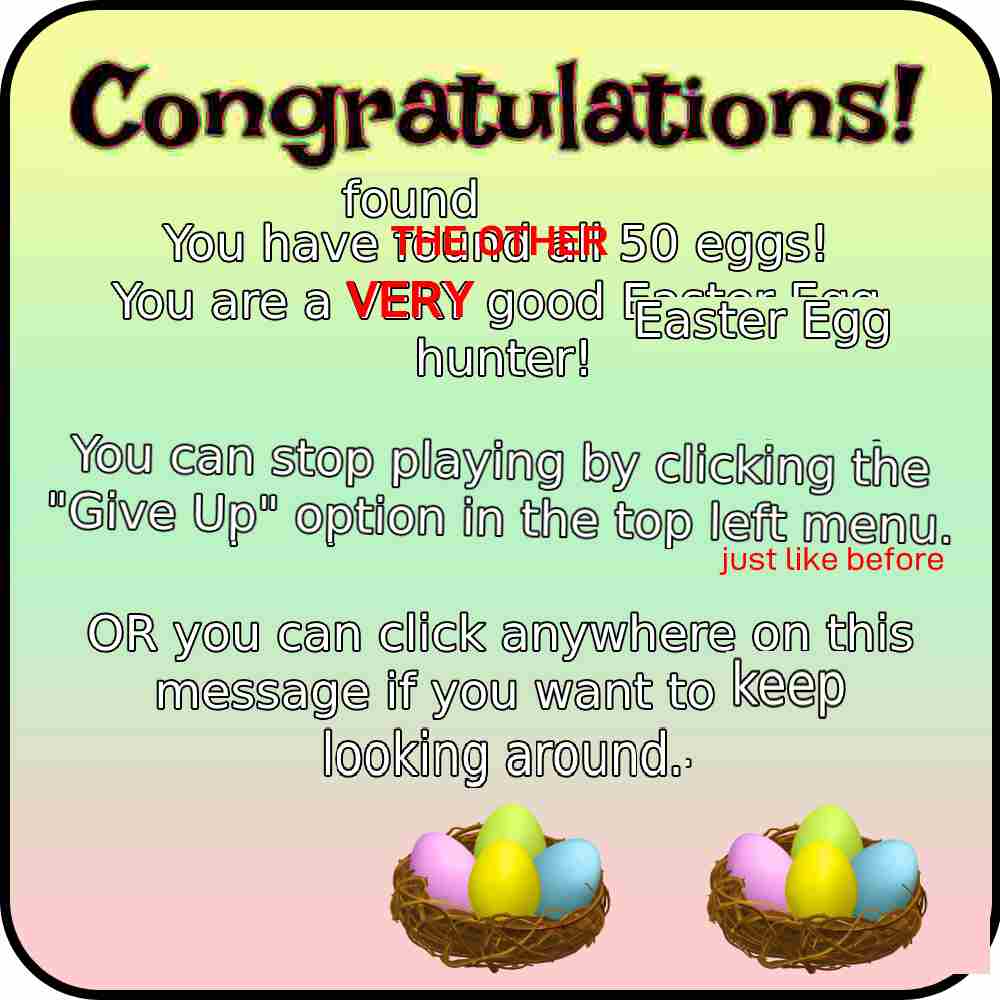 Congratulations!
found
You have found all THE OTHER 50 eggs!
You are a VERY good Easter Egg
Easter Egg
hunter!
You can stop playing by clicking the
"Give Up" option in the top left menu.
just like before
OR you can click anywhere on this
message if you want to keep
looking around.